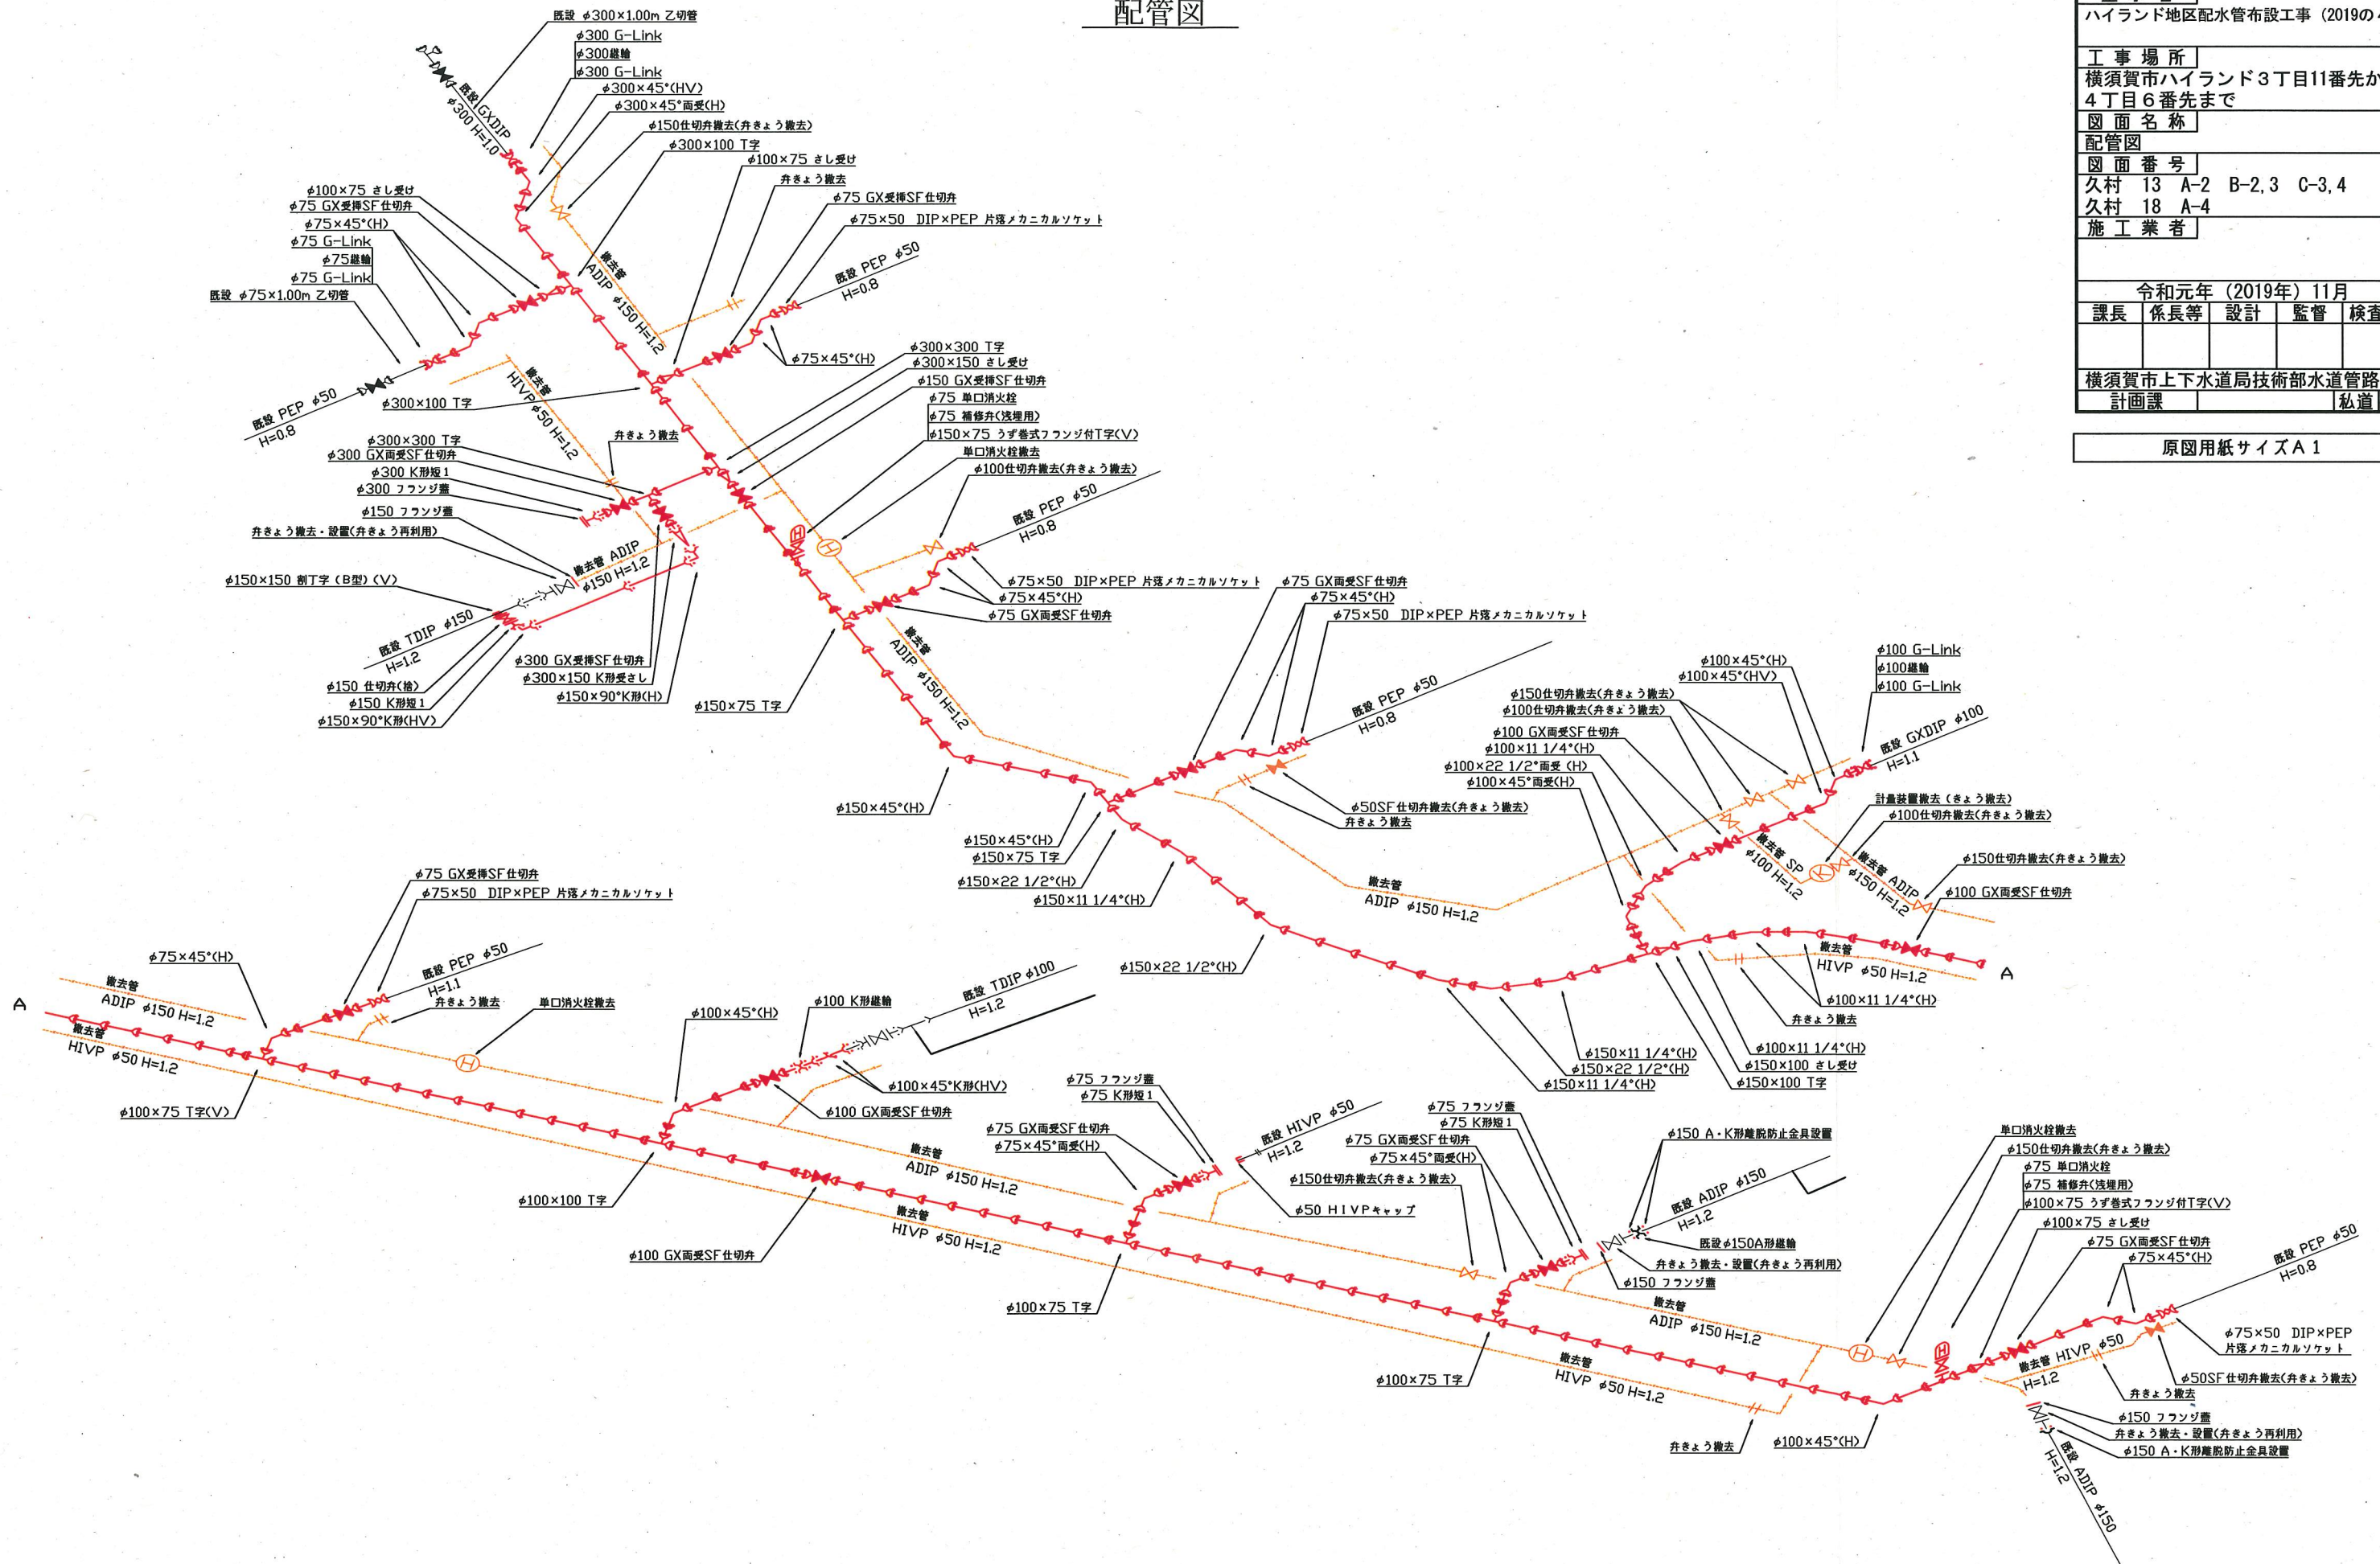 配管図
ハイランド地区配水管布設工事（2019の
工事場所
横須賀市ハイランド３丁目11番先か
４丁目６番先まで
図面名称
配管図
図面番号
久村 13 A-2 B-2,3 C-3,4
久村 18 A-4
施工業者
令和元年（2019年）11月
課長 係長等 設計 監督 検査
横須賀市上下水道局技術部水道管路
計画課 私道
原図用紙サイズＡ１
既設 φ300×1.00m 乙切管
φ300 G-Link
φ300継輪
φ300 G-Link
φ300×45°(HV)
φ300×45°両受(H)
φ150仕切弁撤去(弁きょう撤去)
φ300×100 T字
φ100×75 さし受け
弁きょう撤去
φ75 GX受挿SF仕切弁
φ75×50 DIP×PEP 片落メカニカルソケット
既設 GXDIP
φ300 H=1.0
φ100×75 さし受け
φ75 GX受挿SF仕切弁
φ75×45°(H)
φ75 G-Link
φ75継輪
φ75 G-Link
既設 φ75×1.00m 乙切管
撤去管
ADIP φ150 H=1.2
既設 PEP φ50
H=0.8
φ75×45°(H)
既設 PEP φ50
H=0.8
φ300×100 T字
撤去管
HIVP φ50 H=1.2
φ300×300 T字
φ300×150 さし受け
φ150 GX受挿SF仕切弁
φ75 単口消火栓
φ75 補修弁(浅埋用)
φ150×75 うず巻式フランジ付T字(V)
単口消火栓撤去
φ100仕切弁撤去(弁きょう撤去)
弁きょう撤去
φ300×300 T字
φ300 GX両受SF仕切弁
φ300 K形短1
φ300 フランジ蓋
φ150 フランジ蓋
弁きょう撤去・設置(弁きょう再利用)
φ150×150 割丁字（B型）(V)
撤去管 ADIP
φ150 H=1.2
既設 TDIP φ150
H=1.2
φ150 仕切弁(捨)
φ150 K形短1
φ150×90°K形(HV)
φ300 GX受挿SF仕切弁
φ300×150 K形受さし
φ150×90°K形(H)
既設 PEP φ50
H=0.8
φ75×50 DIP×PEP 片落メカニカルソケット
φ75×45°(H)
φ75 GX両受SF仕切弁
φ150×75 T字
撤去管
ADIP φ150 H=1.2
φ75 GX両受SF仕切弁
φ75×45°(H)
φ75×50 DIP×PEP 片落メカニカルソケット
既設 PEP φ50
H=0.8
φ150×45°(H)
φ150×45°(H)
φ150×75 T字
φ150×22 1/2°(H)
φ150×11 1/4°(H)
φ50SF仕切弁撤去(弁きょう撤去)
弁きょう撤去
φ150×22 1/2°(H)
撤去管
ADIP φ150 H=1.2
φ100 G-Link
φ100継輪
φ100 G-Link
φ100×45°(H)
φ100×45°(HV)
φ150仕切弁撤去(弁きょう撤去)
φ100仕切弁撤去(弁きょう撤去)
φ100 GX両受SF仕切弁
φ100×11 1/4°(H)
φ100×22 1/2°両受 (H)
φ100×45°両受(H)
既設 GXDIP φ100
H=1.1
計量装置撤去（きょう撤去）
φ100仕切弁撤去(弁きょう撤去)
撤去管 SP
φ100 H=1.2
撤去管 ADIP
φ150 H=1.2
φ150仕切弁撤去(弁きょう撤去)
φ100 GX両受SF仕切弁
撤去管
HIVP φ50 H=1.2
A
φ100×11 1/4°(H)
弁きょう撤去
φ100×11 1/4°(H)
φ150×100 さし受け
φ150×100 T字
φ150×11 1/4°(H)
φ150×22 1/2°(H)
φ150×11 1/4°(H)
φ75 GX受挿SF仕切弁
φ75×50 DIP×PEP 片落メカニカルソケット
φ75×45°(H)
既設 PEP φ50
H=1.1
弁きょう撤去
単口消火栓撤去
A
撤去管
ADIP φ150 H=1.2
撤去管
HIVP φ50 H=1.2
φ100×75 T字(V)
φ100×45°(H)
φ100 K形継輪
既設 TDIP φ100
H=1.2
φ100×45°K形(HV)
φ100 GX両受SF仕切弁
φ100×100 T字
φ100 GX両受SF仕切弁
撤去管
ADIP φ150 H=1.2
撤去管
HIVP φ50 H=1.2
φ75 フランジ蓋
φ75 K形短1
φ75 GX両受SF仕切弁
φ75×45°両受(H)
既設 HIVP φ50
H=1.2
φ50 HIVPキャップ
φ100×75 T字
φ75 フランジ蓋
φ75 K形短1
φ75 GX両受SF仕切弁
φ75×45°両受(H)
φ150仕切弁撤去(弁きょう撤去)
φ150 A・K形離脱防止金具設置
既設 ADIP φ150
H=1.2
既設φ150A形継輪
弁きょう撤去・設置(弁きょう再利用)
φ150 フランジ蓋
撤去管
ADIP φ150 H=1.2
撤去管
HIVP φ50 H=1.2
φ100×75 T字
弁きょう撤去
φ100×45°(H)
単口消火栓撤去
φ150仕切弁撤去(弁きょう撤去)
φ75 単口消火栓
φ75 補修弁(浅埋用)
φ100×75 うず巻式フランジ付T字(V)
φ100×75 さし受け
φ75 GX両受SF仕切弁
φ75×45°(H)
既設 PEP φ50
H=0.8
φ75×50 DIP×PEP
片落メカニカルソケット
撤去管 HIVP φ50
H=1.2
φ50SF仕切弁撤去(弁きょう撤去)
弁きょう撤去
φ150 フランジ蓋
弁きょう撤去・設置(弁きょう再利用)
φ150 A・K形離脱防止金具設置
既設 ADIP φ150
H=1.2